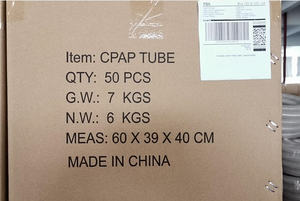 Item: CPAP TUBE
QTY: 50 PCS
G.W.: 7 KGS
N.W.: 6 KGS
MEAS: 60 X 39 X 40 CM
MADE IN CHINA